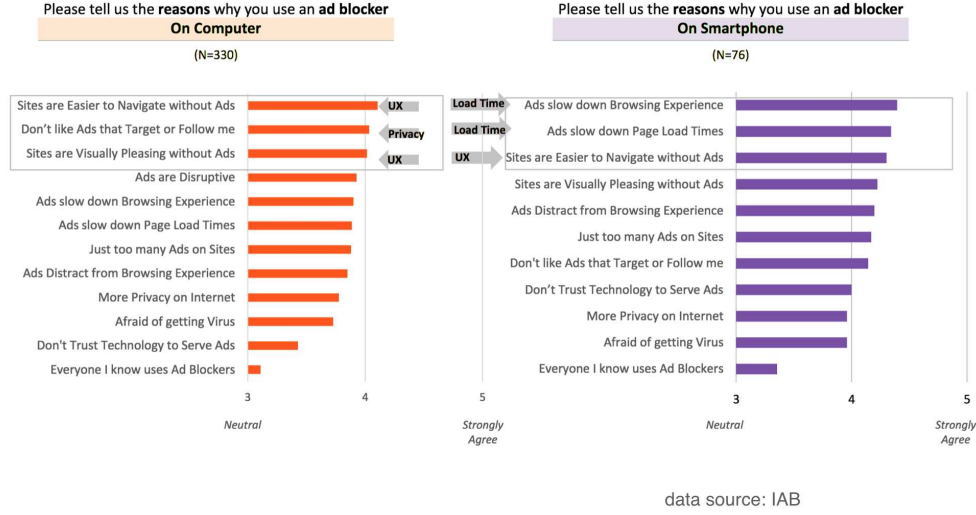 Please tell us the reasons why you use an ad blocker
On Computer
(N=330)
Sites are Easier to Navigate without Ads
UX
Don’t like Ads that Target or Follow me
Privacy
Sites are Visually Pleasing without Ads
UX
Ads are Disruptive
Ads slow down Browsing Experience
Ads slow down Page Load Times
Just too many Ads on Sites
Ads Distract from Browsing Experience
More Privacy on Internet
Afraid of getting Virus
Don't Trust Technology to Serve Ads
Everyone I know uses Ad Blockers
3
4
5
Neutral
Strongly
Agree
Please tell us the reasons why you use an ad blocker
On Smartphone
(N=76)
Load Time
Ads slow down Browsing Experience
Load Time
Ads slow down Page Load Times
UX
Sites are Easier to Navigate without Ads
Sites are Visually Pleasing without Ads
Ads Distract from Browsing Experience
Just too many Ads on Sites
Don't like Ads that Target or Follow me
Don’t Trust Technology to Serve Ads
More Privacy on Internet
Afraid of getting Virus
Everyone I know uses Ad Blockers
3
4
5
Neutral
Strongly
Agree
data source: IAB